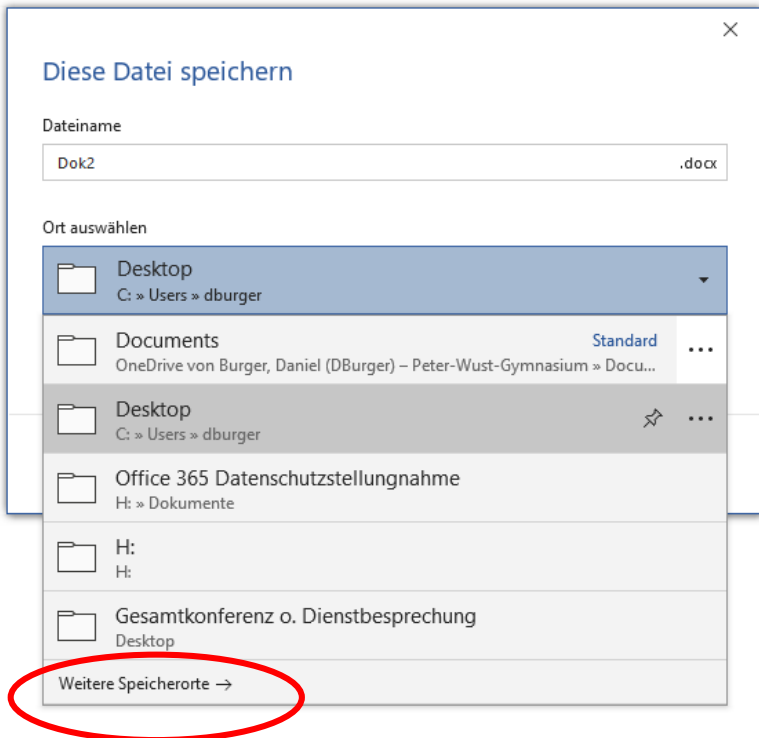 Diese Datei speichern
Dateiname
Dok2 .docx
Ort auswählen
Desktop
C: » Users » dburger
Documents Standard
OneDrive von Burger, Daniel (DBurger) – Peter-Wust-Gymnasium » Docu...
Desktop
C: » Users » dburger
Office 365 Datenschutzstellungnahme
H: » Dokumente
H:
H:
Gesamtkonferenz o. Dienstbesprechung
Desktop
Weitere Speicherorte →